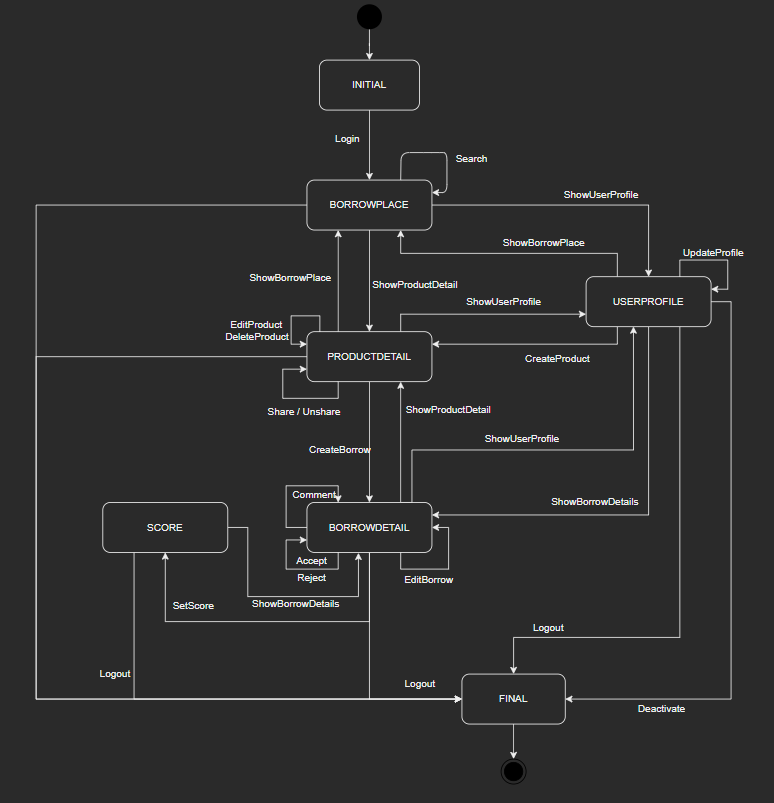 INITIAL
Login
Search
ShowUserProfile
BORROWPLACE
ShowBorrowPlace
UpdateProfile
ShowBorrowPlace
ShowProductDetail
USERPROFILE
ShowUserProfile
EditProduct
DeleteProduct
PRODUCTDETAIL
CreateProduct
Share / Unshare
ShowProductDetail
ShowUserProfile
CreateBorrow
Comment
ShowBorrowDetails
SCORE
BORROWDETAIL
Accept
Reject
EditBorrow
SetScore
ShowBorrowDetails
Logout
Logout
Logout
FINAL
Deactivate